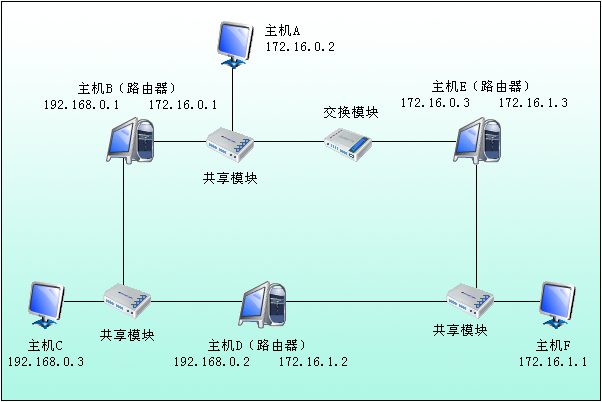 主机A
172.16.0.2
主机B（路由器）
192.168.0.1 172.16.0.1
交换模块
主机E（路由器）
172.16.0.3 172.16.1.3
共享模块
共享模块
共享模块
主机C
192.168.0.3
主机D（路由器）
192.168.0.2 172.16.1.2
主机F
172.16.1.1